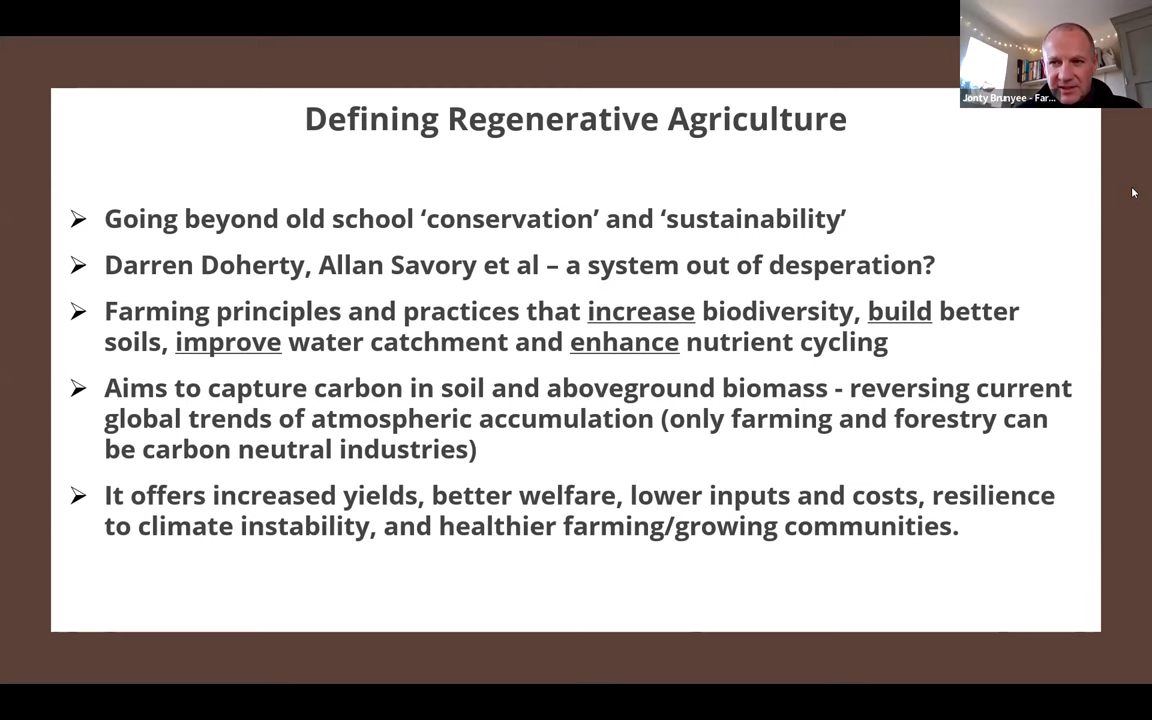 Defining Regenerative Agriculture
Jonty Brunyee - Far...
➢ Going beyond old school ‘conservation’ and ‘sustainability’
➢ Darren Doherty, Allan Savory et al – a system out of desperation?
➢ Farming principles and practices that increase biodiversity, build better
soils, improve water catchment and enhance nutrient cycling
➢ Aims to capture carbon in soil and aboveground biomass - reversing current
global trends of atmospheric accumulation (only farming and forestry can
be carbon neutral industries)
➢ It offers increased yields, better welfare, lower inputs and costs, resilience
to climate instability, and healthier farming/growing communities.